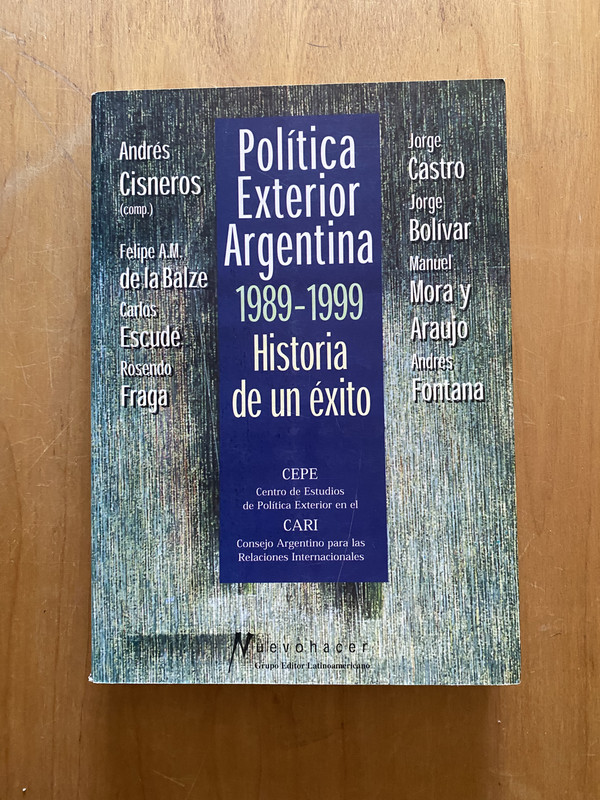 Andrés
Cisneros
(comp.)
Felipe A.M.
de la Balze
Carlos
Escudé
Rosendo
Fraga
Política
Exterior
Argentina
1989-1999
Historia
de un éxito
CEPE
Centro de Estudios
de Política Exterior en el
CARI
Consejo Argentino para las
Relaciones Internacionales
Jorge
Castro
Jorge
Bolívar
Manuel
Mora y
Araujo
Andrés
Fontana
Nuevohacer
Grupo Editor Latinoamericano